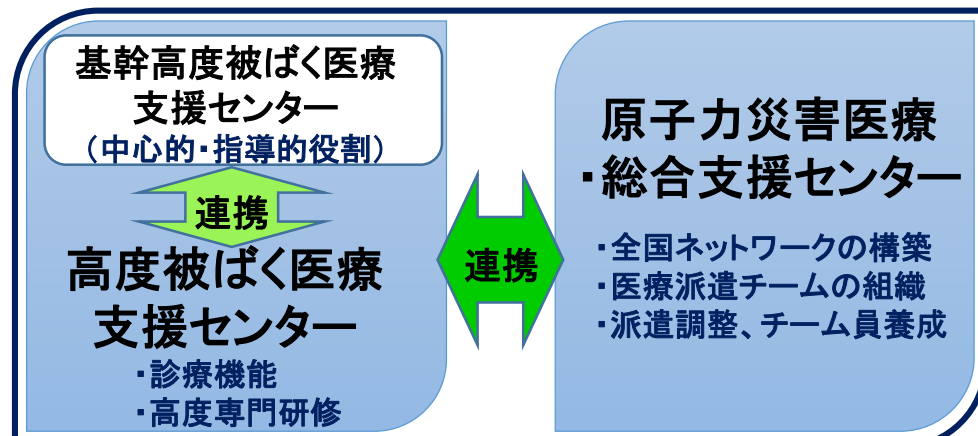 基幹高度被ばく医療
支援センター
（中心的・指導的役割）
連携
高度被ばく医療
支援センター
・診療機能
・高度専門研修
連携
原子力災害医療
・総合支援センター
・全国ネットワークの構築
・医療派遣チームの組織
・派遣調整、チーム員養成